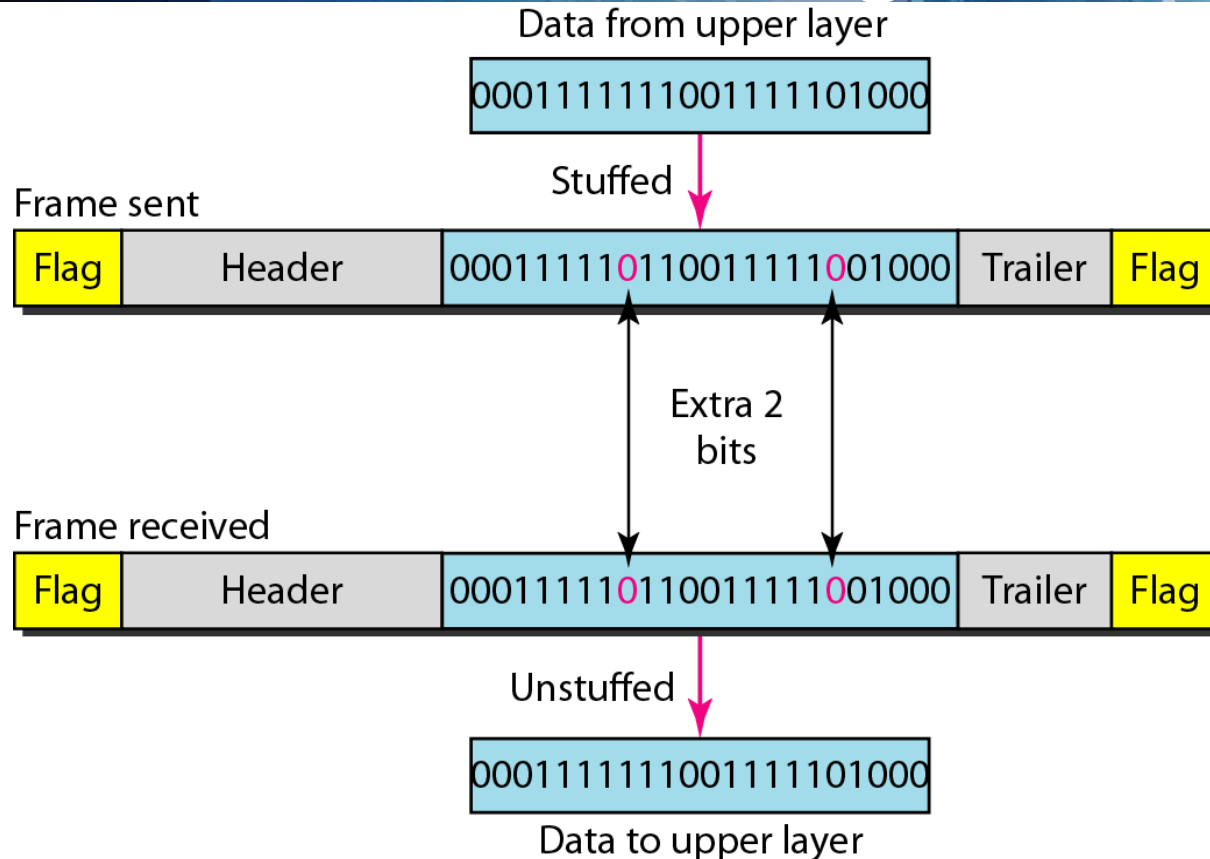 Data from upper layer
0001111111001111101000
Stuffed
Frame sent
Flag Header 000111110110011111001000 Trailer Flag
Extra 2
bits
Frame received
Flag Header 000111110110011111001000 Trailer Flag
Unstuffed
0001111111001111101000
Data to upper layer